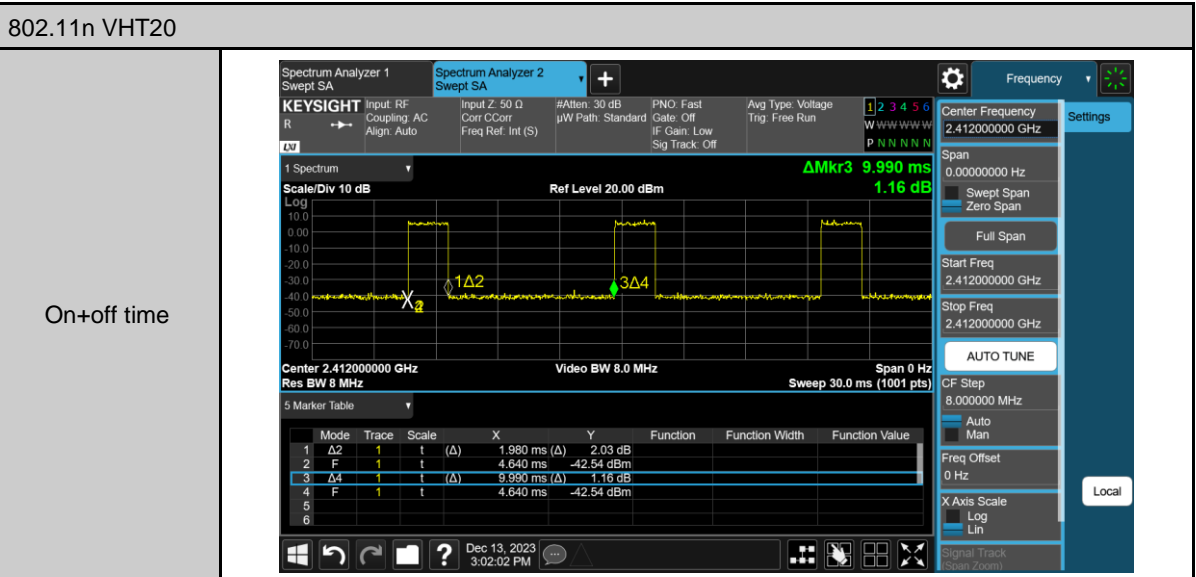 802.11n VHT20
On+off time
Spectrum Analyzer 1
Swept SA
Spectrum Analyzer 2
Swept SA
Frequency
KEYSIGHT
R
LXI
Input: RF
Coupling: AC
Align: Auto
Input Z: 50 Ω
Corr CCorr
Freq Ref: Int (S)
#Atten: 30 dB
µW Path: Standard
PNO: Fast
Gate: Off
IF Gain: Low
Sig Track: Off
Avg Type: Voltage
Trig: Free Run
1 2 3 4 5 6
W W W W W W
P N N N N N
1 Spectrum
ΔMkr3 9.990 ms
Scale/Div 10 dB
Ref Level 20.00 dBm
1.16 dB
Log
10.0
0.00
-10.0
-20.0
-30.0
-40.0
-50.0
-60.0
-70.0
1Δ2
3Δ4
Center 2.412000000 GHz
Video BW 8.0 MHz
Span 0 Hz
Res BW 8 MHz
Sweep 30.0 ms (1001 pts)
5 Marker Table
Mode Trace Scale X Y Function Function Width Function Value
1 Δ2 1 t (Δ) 1.980 ms (Δ) 2.03 dB
2 F 1 t 4.640 ms -42.54 dBm
3 Δ4 1 t (Δ) 9.990 ms (Δ) 1.16 dB
4 F 1 t 4.640 ms -42.54 dBm
5
6
?
Dec 13, 2023
3:02:02 PM
Center Frequency
2.412000000 GHz
Span
0.00000000 Hz
Swept Span
Zero Span
Full Span
Start Freq
2.412000000 GHz
Stop Freq
2.412000000 GHz
AUTO TUNE
CF Step
8.000000 MHz
Auto
Man
Freq Offset
0 Hz
X Axis Scale
Log
Lin
Signal Track
(Span Zoom)
Settings
Local